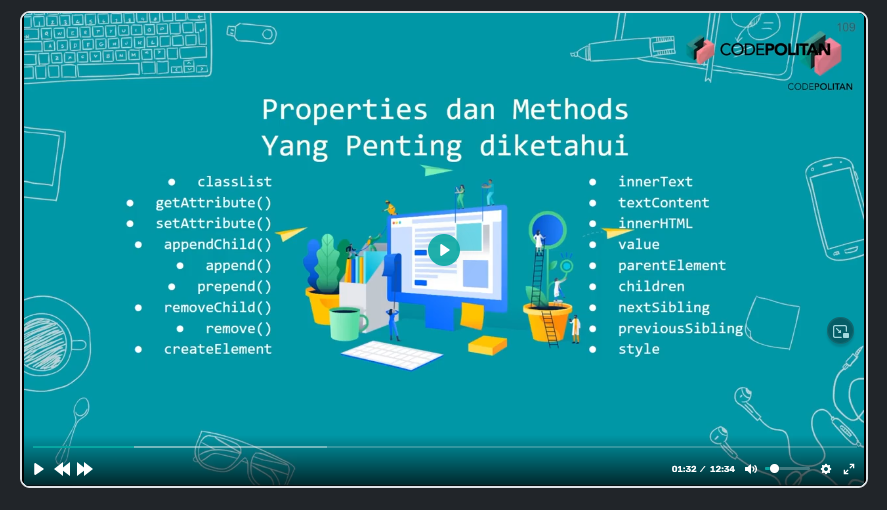 109
CODEPOLITAN
CODEPOLITAN
Properties dan Methods
Yang Penting diketahui
classList
getAttribute()
setAttribute()
appendChild()
append()
prepend()
removeChild()
remove()
createElement
innerText
textContent
innerHTML
value
parentElement
children
nextSibling
previousSibling
style
01:32 / 12:34